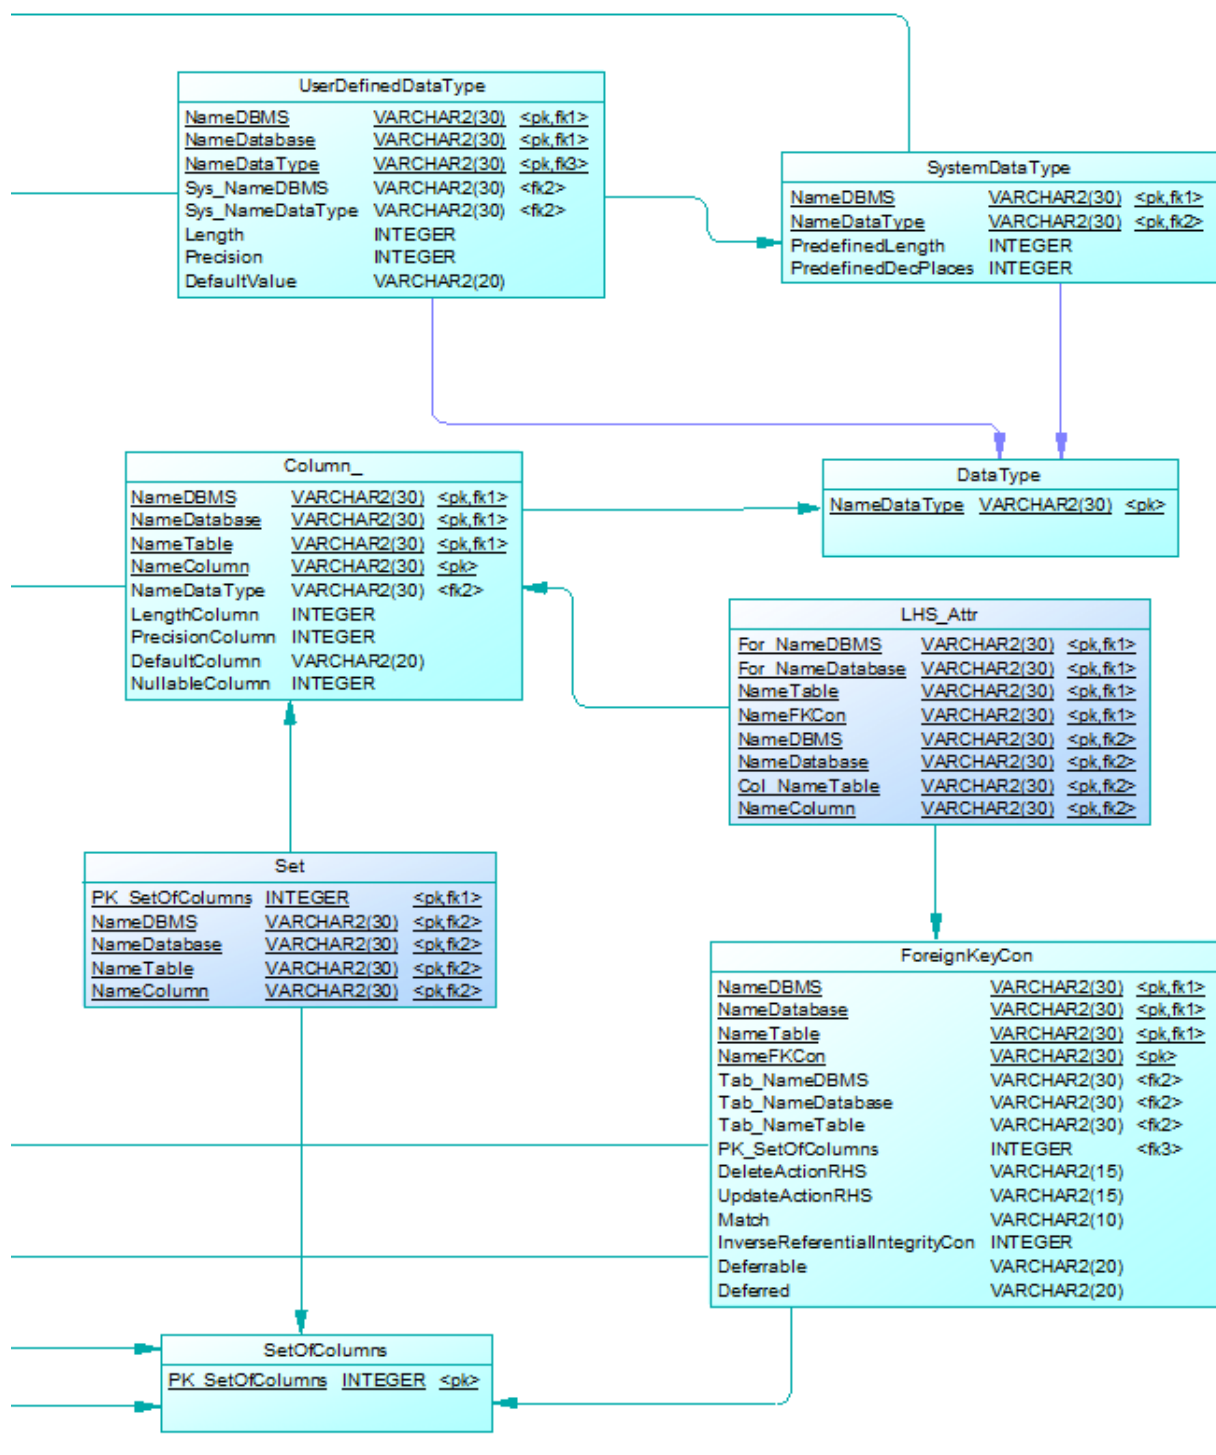 UserDefinedDataType
NameDBMS VARCHAR2(30) <pk,fk1>
NameDatabase VARCHAR2(30) <pk,fk1>
NameDataType VARCHAR2(30) <pk,fk3>
Sys_NameDBMS VARCHAR2(30) <fk2>
Sys_NameDataType VARCHAR2(30) <fk2>
Length INTEGER
Precision INTEGER
DefaultValue VARCHAR2(20)
SystemDataType
NameDBMS VARCHAR2(30) <pk,fk1>
NameDataType VARCHAR2(30) <pk,fk2>
PredefinedLength INTEGER
PredefinedDecPlaces INTEGER
Column_
NameDBMS VARCHAR2(30) <pk,fk1>
NameDatabase VARCHAR2(30) <pk,fk1>
NameTable VARCHAR2(30) <pk,fk1>
NameColumn VARCHAR2(30) <pk>
NameDataType VARCHAR2(30) <fk2>
LengthColumn INTEGER
PrecisionColumn INTEGER
DefaultColumn VARCHAR2(20)
NullableColumn INTEGER
DataType
NameDataType VARCHAR2(30) <pk>
LHS_Attr
For_NameDBMS VARCHAR2(30) <pk,fk1>
For_NameDatabase VARCHAR2(30) <pk,fk1>
NameTable VARCHAR2(30) <pk,fk1>
NameFKCon VARCHAR2(30) <pk,fk1>
NameDBMS VARCHAR2(30) <pk,fk2>
NameDatabase VARCHAR2(30) <pk,fk2>
Col_NameTable VARCHAR2(30) <pk,fk2>
NameColumn VARCHAR2(30) <pk,fk2>
Set
PK_SetOfColumns INTEGER <pk,fk1>
NameDBMS VARCHAR2(30) <pk,fk2>
NameDatabase VARCHAR2(30) <pk,fk2>
NameTable VARCHAR2(30) <pk,fk2>
NameColumn VARCHAR2(30) <pk,fk2>
ForeignKeyCon
NameDBMS VARCHAR2(30) <pk,fk1>
NameDatabase VARCHAR2(30) <pk,fk1>
NameTable VARCHAR2(30) <pk,fk1>
NameFKCon VARCHAR2(30) <pk>
Tab_NameDBMS VARCHAR2(30) <fk2>
Tab_NameDatabase VARCHAR2(30) <fk2>
Tab_NameTable VARCHAR2(30) <fk2>
PK_SetOfColumns INTEGER <fk3>
DeleteActionRHS VARCHAR2(15)
UpdateActionRHS VARCHAR2(15)
Match VARCHAR2(10)
InverseReferentialIntegrityCon INTEGER
Deferrable VARCHAR2(20)
Deferred VARCHAR2(20)
SetOfColumns
PK_SetOfColumns INTEGER <pk>